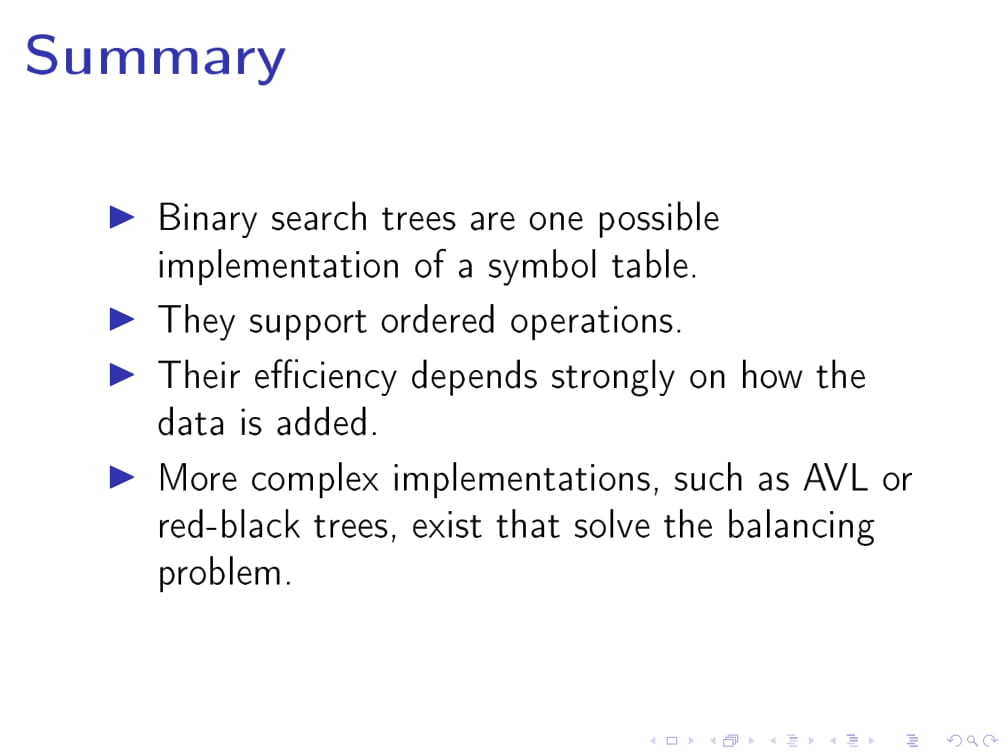 Summary
Binary search trees are one possible
implementation of a symbol table.
They support ordered operations.
Their efficiency depends strongly on how the
data is added.
More complex implementations, such as AVL or
red-black trees, exist that solve the balancing
problem.